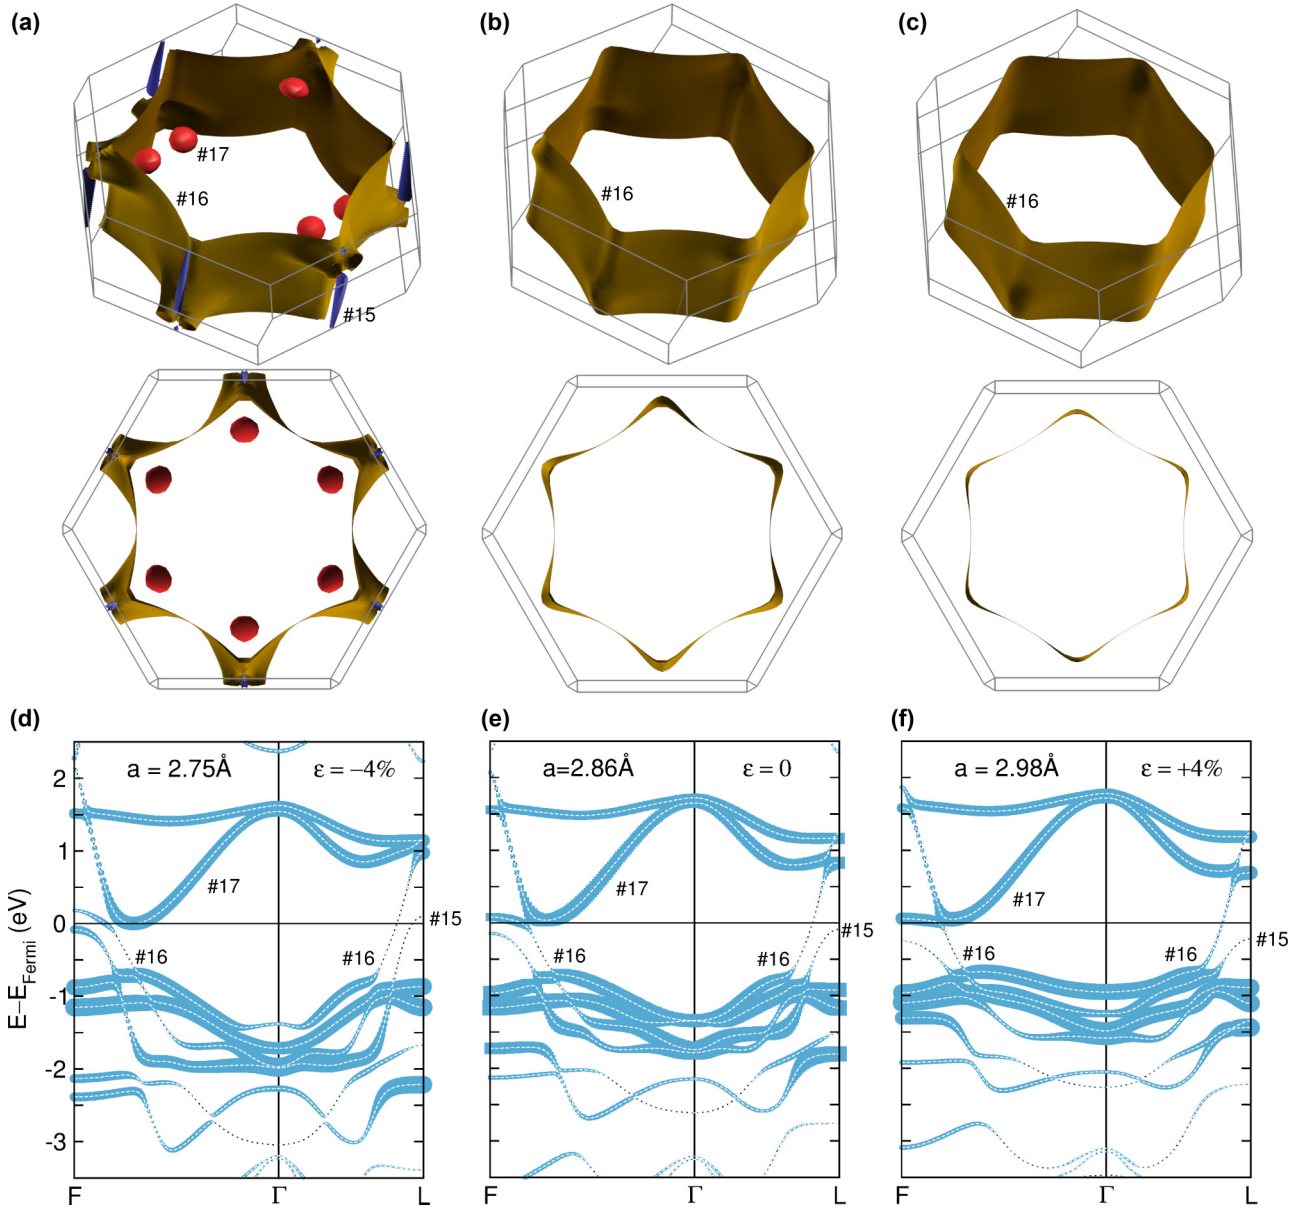 (a)
(b)
(c)
#17
#16
#15
#16
#16
(d)
(e)
(f)
a = 2.75Å
ε = −4%
a=2.86Å
ε = 0
a = 2.98Å
ε = +4%
E−E_Fermi (eV)
2
1
0
-1
-2
-3
#17
#16
#16
#15
#17
#16
#16
#15
#17
#16
#16
#15
F
Γ
L
F
Γ
L
F
Γ
L